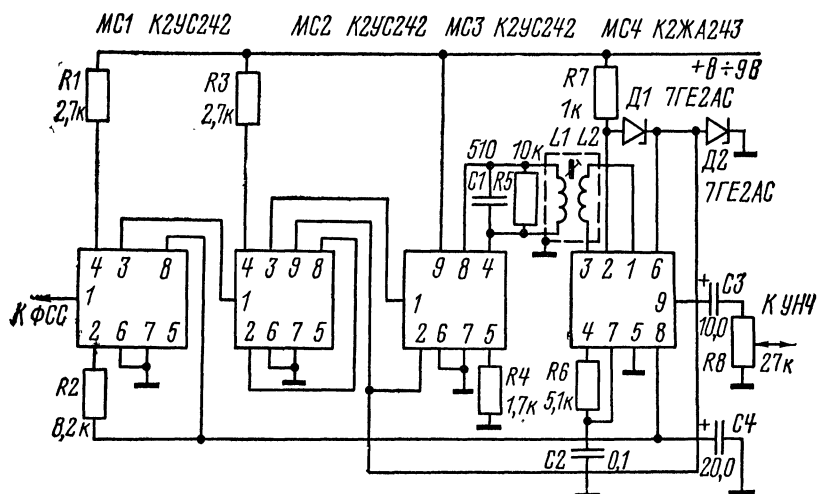 МС1 К2УС242 МС2 К2УС242 МС3 К2УС242 МС4 К2ЖА243
+8÷9В
R1
2,7к
R3
2,7к
R7
1к
Д1 7ГЕ2АС
Д2
7ГЕ2АС
510
C1
10к
R5
L1 L2
4 3 8
1
2 6 7 5
4 3 9 8
1
2 6 7 5
9 8 4
1
2 6 7 5
3 2 1 6
9
4 7 5 8
К ФСС
R2
8,2к
R4
1,7к
R6
5,1к
C2 0,1
+ C3
10,0
К УНЧ
R8
27к
+ C4
20,0